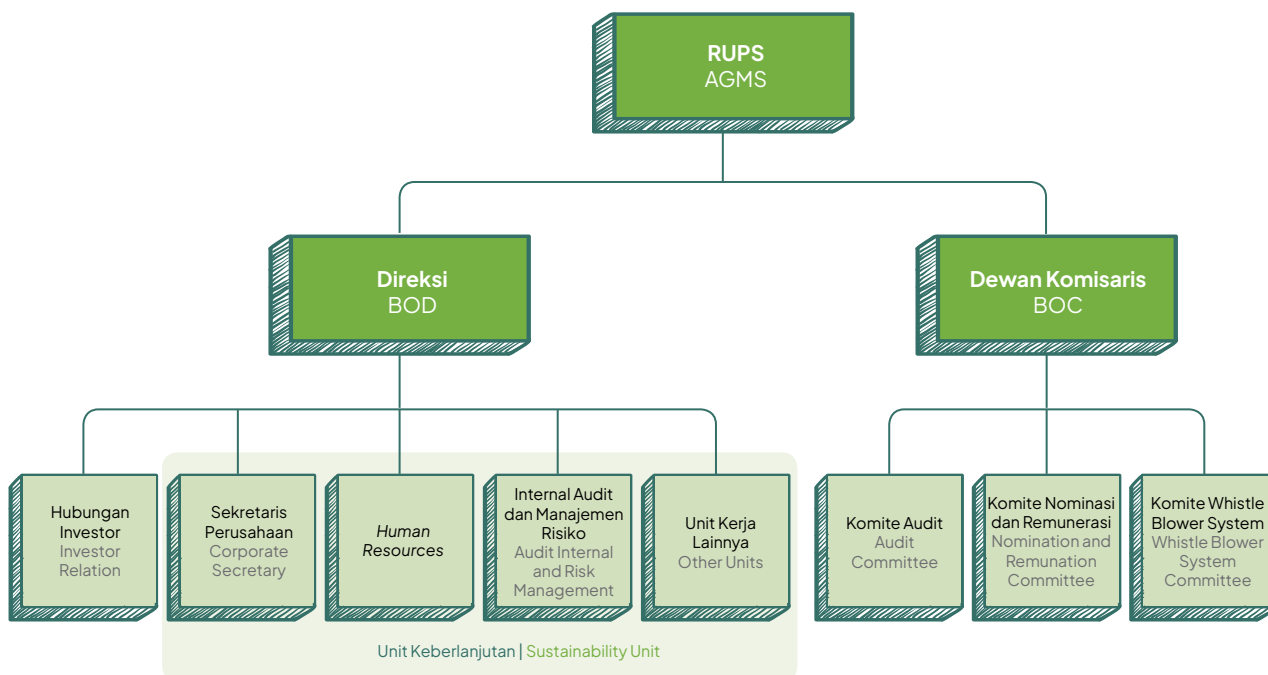 RUPS
AGMS
Direksi
BOD
Dewan Komisaris
BOC
Hubungan
Investor
Investor
Relation
Sekretaris
Perusahaan
Corporate
Secretary
Human
Resources
Internal Audit
dan Manajemen
Risiko
Audit Internal
and Risk
Management
Unit Kerja
Lainnya
Other Units
Komite Audit
Audit
Committee
Komite Nominasi
dan Remunerasi
Nomination and
Remunation
Committee
Komite Whistle
Blower System
Whistle Blower
System
Committee
Unit Keberlanjutan | Sustainability Unit